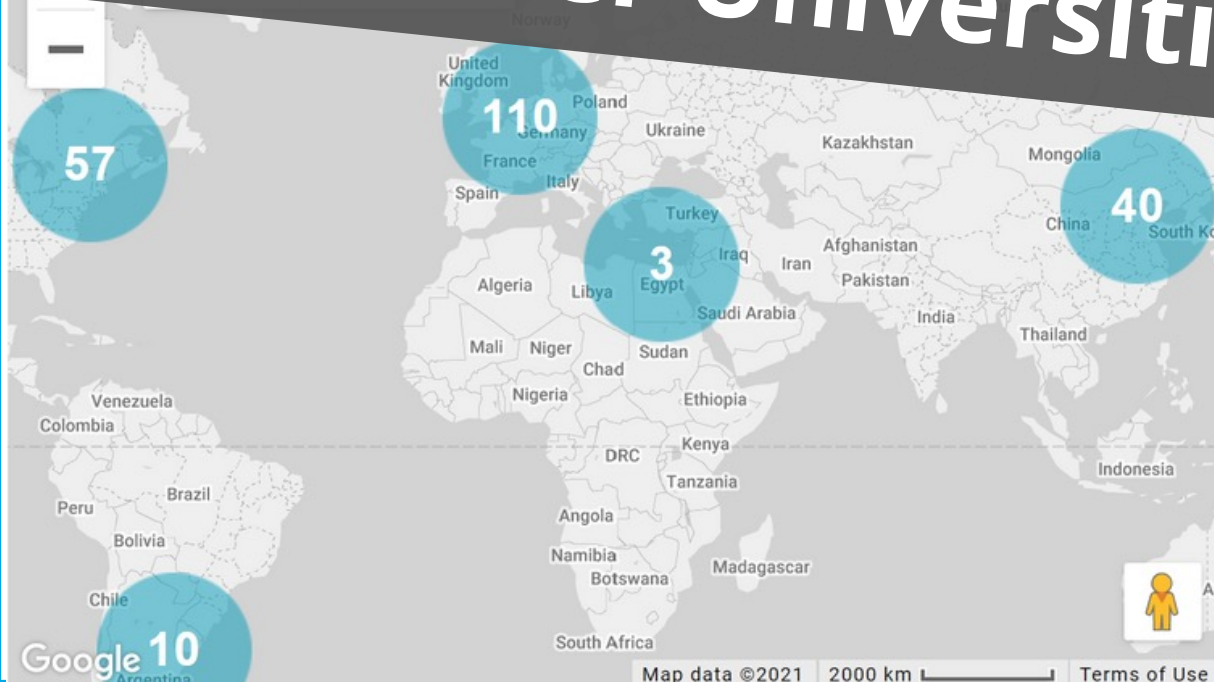 Universiti
Norway
United
Kingdom
110
Poland
Germany
Ukraine
France
Kazakhstan
57
Mongolia
Italy
Spain
40
Turkey
China
South Ko
Afghanistan
3
Iraq
Iran
Algeria
Libya
Egypt
Pakistan
Saudi Arabia
India
Thailand
Mali
Niger
Sudan
Chad
Nigeria
Ethiopia
Venezuela
Colombia
Kenya
DRC
Indonesia
Tanzania
Brazil
Peru
Angola
Bolivia
Namibia
Madagascar
Botswana
Chile
A
South Africa
10
Google
Argentina
Map data ©2021
2000 km
Terms of Use